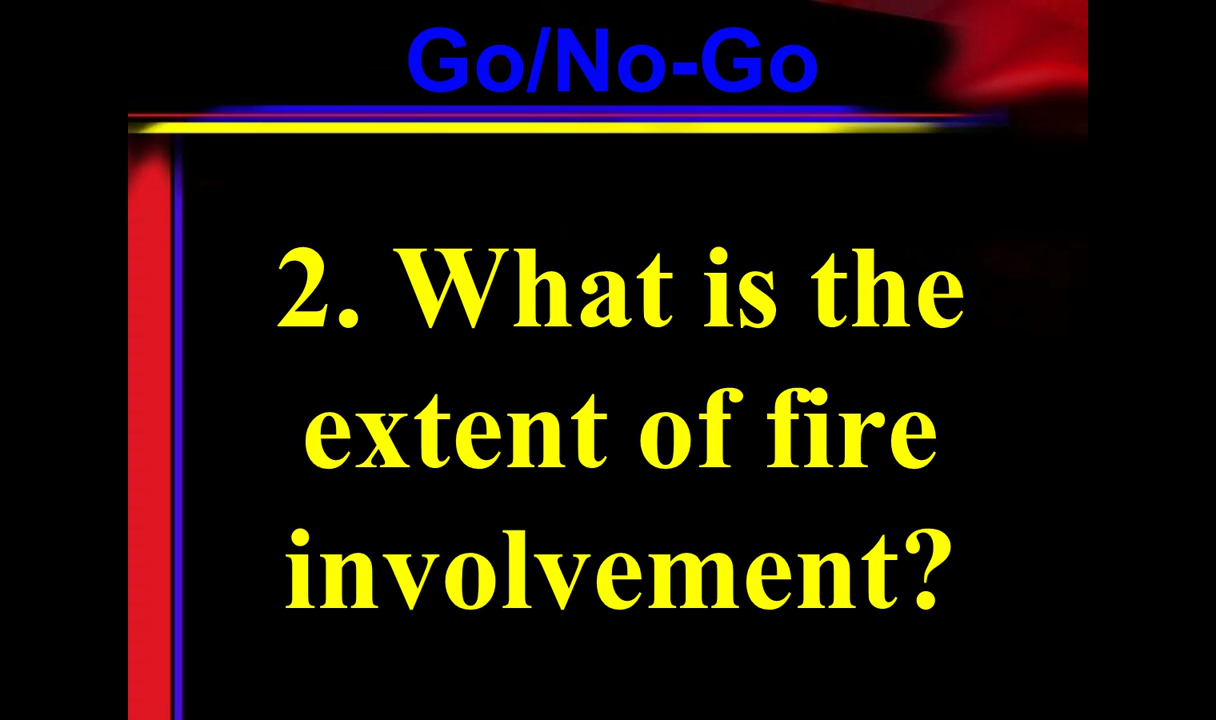 Go/No-Go
2. What is the
extent of fire
involvement?